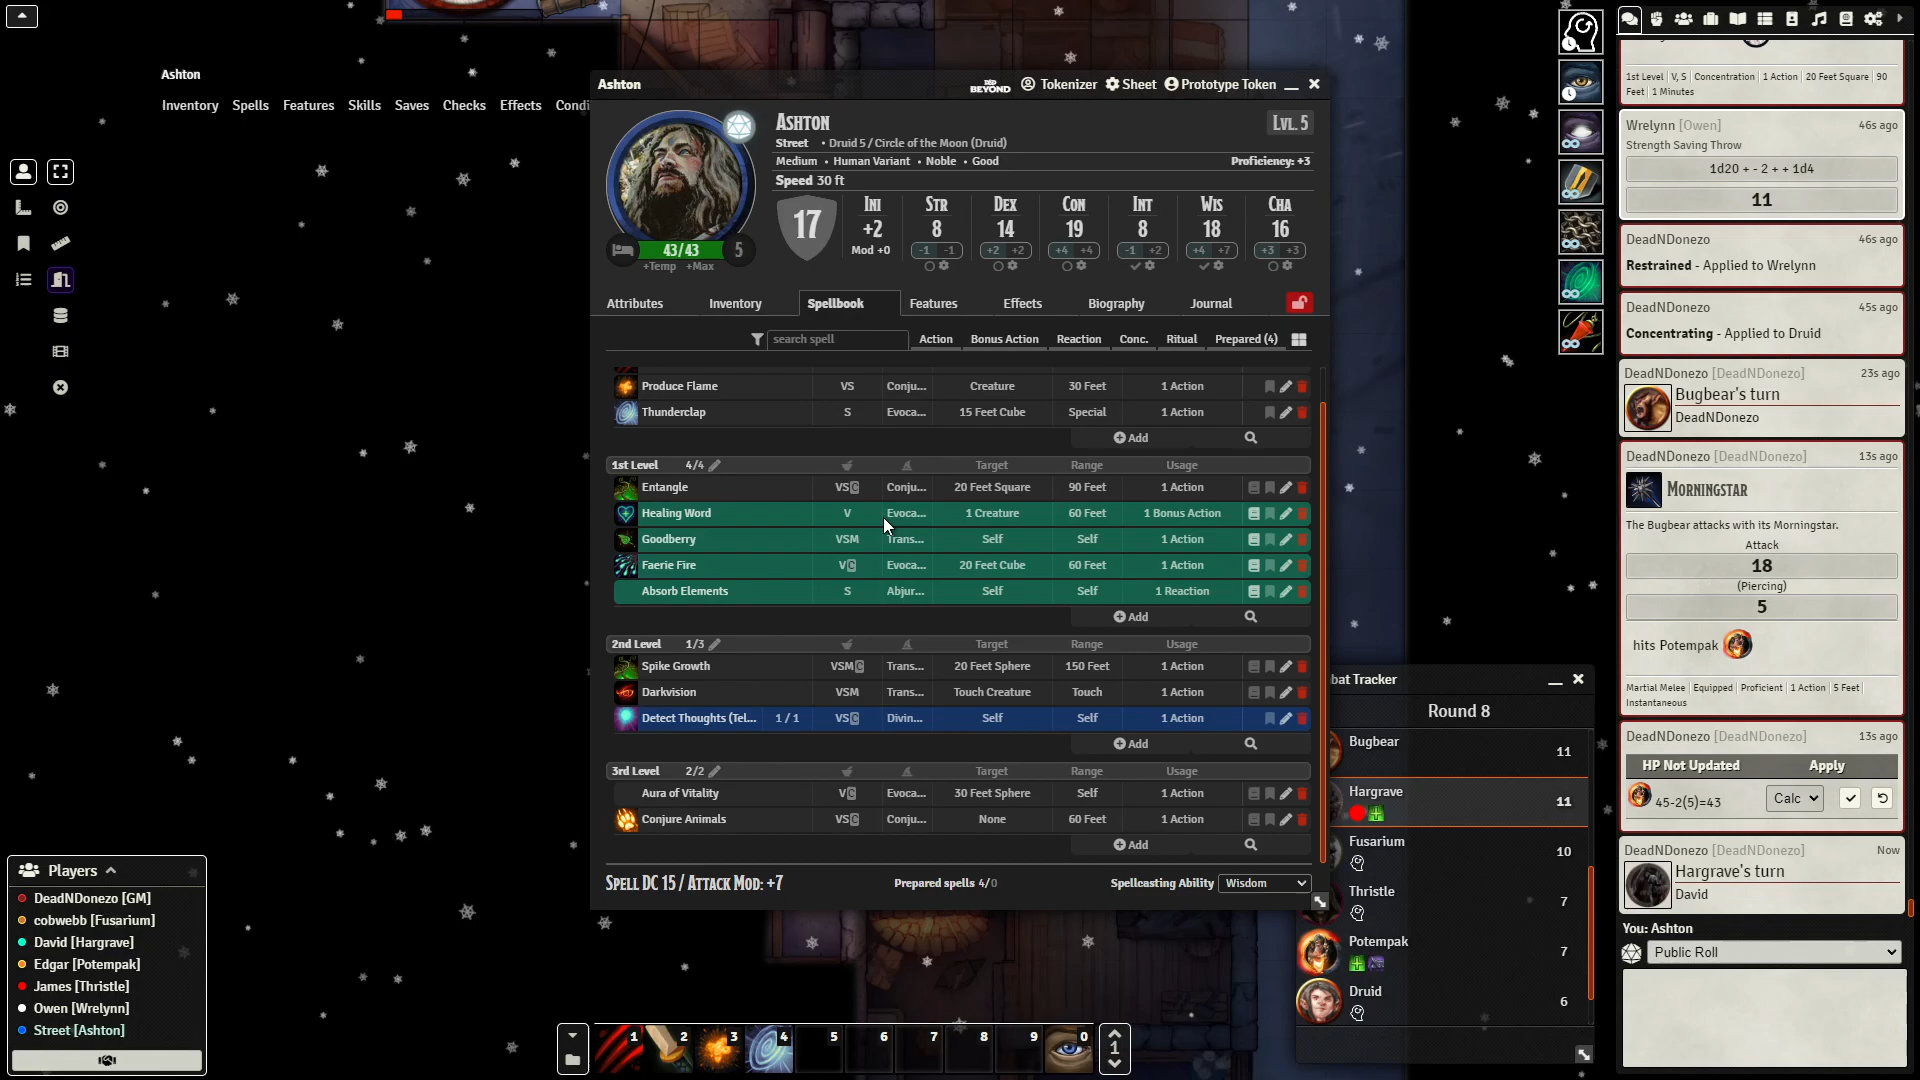 Ashton
Inventory Spells Features Skills Saves Checks Effects Condi
Ashton
D&D BEYOND Tokenizer Sheet Prototype Token
Ashton
Lvl. 5
Street • Druid 5 / Circle of the Moon (Druid)
Medium • Human Variant • Noble • Good
Proficiency: +3
Speed 30 ft
17
Ini Str Dex Con Int Wis Cha
+2 8 14 19 8 18 16
Mod +0 -1 -1 +2 +2 +4 +4 -1 +2 +4 +7 +3 +3
43/43 5
+Temp +Max
Attributes Inventory Spellbook Features Effects Biography Journal
search spell Action Bonus Action Reaction Conc. Ritual Prepared (4)
Produce Flame VS Conju... Creature 30 Feet 1 Action
Thunderclap S Evoca... 15 Feet Cube Special 1 Action
Add
1st Level 4/4 Target Range Usage
Entangle VSC Conju... 20 Feet Square 90 Feet 1 Action
Healing Word V Evoca... 1 Creature 60 Feet 1 Bonus Action
Goodberry VSM Trans... Self Self 1 Action
Faerie Fire VC Evoca... 20 Feet Cube 60 Feet 1 Action
Absorb Elements S Abjur... Self Self 1 Reaction
Add
2nd Level 1/3 Target Range Usage
Spike Growth VSMC Trans... 20 Feet Sphere 150 Feet 1 Action
Darkvision VSM Trans... Touch Creature Touch 1 Action
Detect Thoughts (Tel... 1 / 1 VSC Divin... Self Self 1 Action
Add
3rd Level 2/2 Target Range Usage
Aura of Vitality VC Evoca... 30 Feet Sphere Self 1 Action
Conjure Animals VSC Conju... None 60 Feet 1 Action
Add
Spell DC 15 / Attack Mod: +7 Prepared spells 4/0 Spellcasting Ability Wisdom
bat Tracker
Round 8
Bugbear 11
Hargrave 11
Fusarium 10
Thristle 7
Potempak 7
Druid 6
Players
DeadNDonezo [GM]
cobwebb [Fusarium]
David [Hargrave]
Edgar [Potempak]
James [Thristle]
Owen [Wrelynn]
Street [Ashton]
1 2 3 4 5 6 7 8 9 0
1
1st Level V, S Concentration 1 Action 20 Feet Square 90
Feet 1 Minutes
Wrelynn [Owen] 46s ago
Strength Saving Throw
1d20 + - 2 + + 1d4
11
DeadNDonezo 46s ago
Restrained - Applied to Wrelynn
DeadNDonezo 45s ago
Concentrating - Applied to Druid
DeadNDonezo [DeadNDonezo] 23s ago
Bugbear's turn
DeadNDonezo
DeadNDonezo [DeadNDonezo] 13s ago
Morningstar
The Bugbear attacks with its Morningstar.
Attack
18
(Piercing)
5
hits Potempak
Martial Melee Equipped Proficient 1 Action 5 Feet
Instantaneous
DeadNDonezo [DeadNDonezo] 13s ago
HP Not Updated Apply
45-2(5)=43 Calc
DeadNDonezo [DeadNDonezo] Now
Hargrave's turn
David
You: Ashton
Public Roll